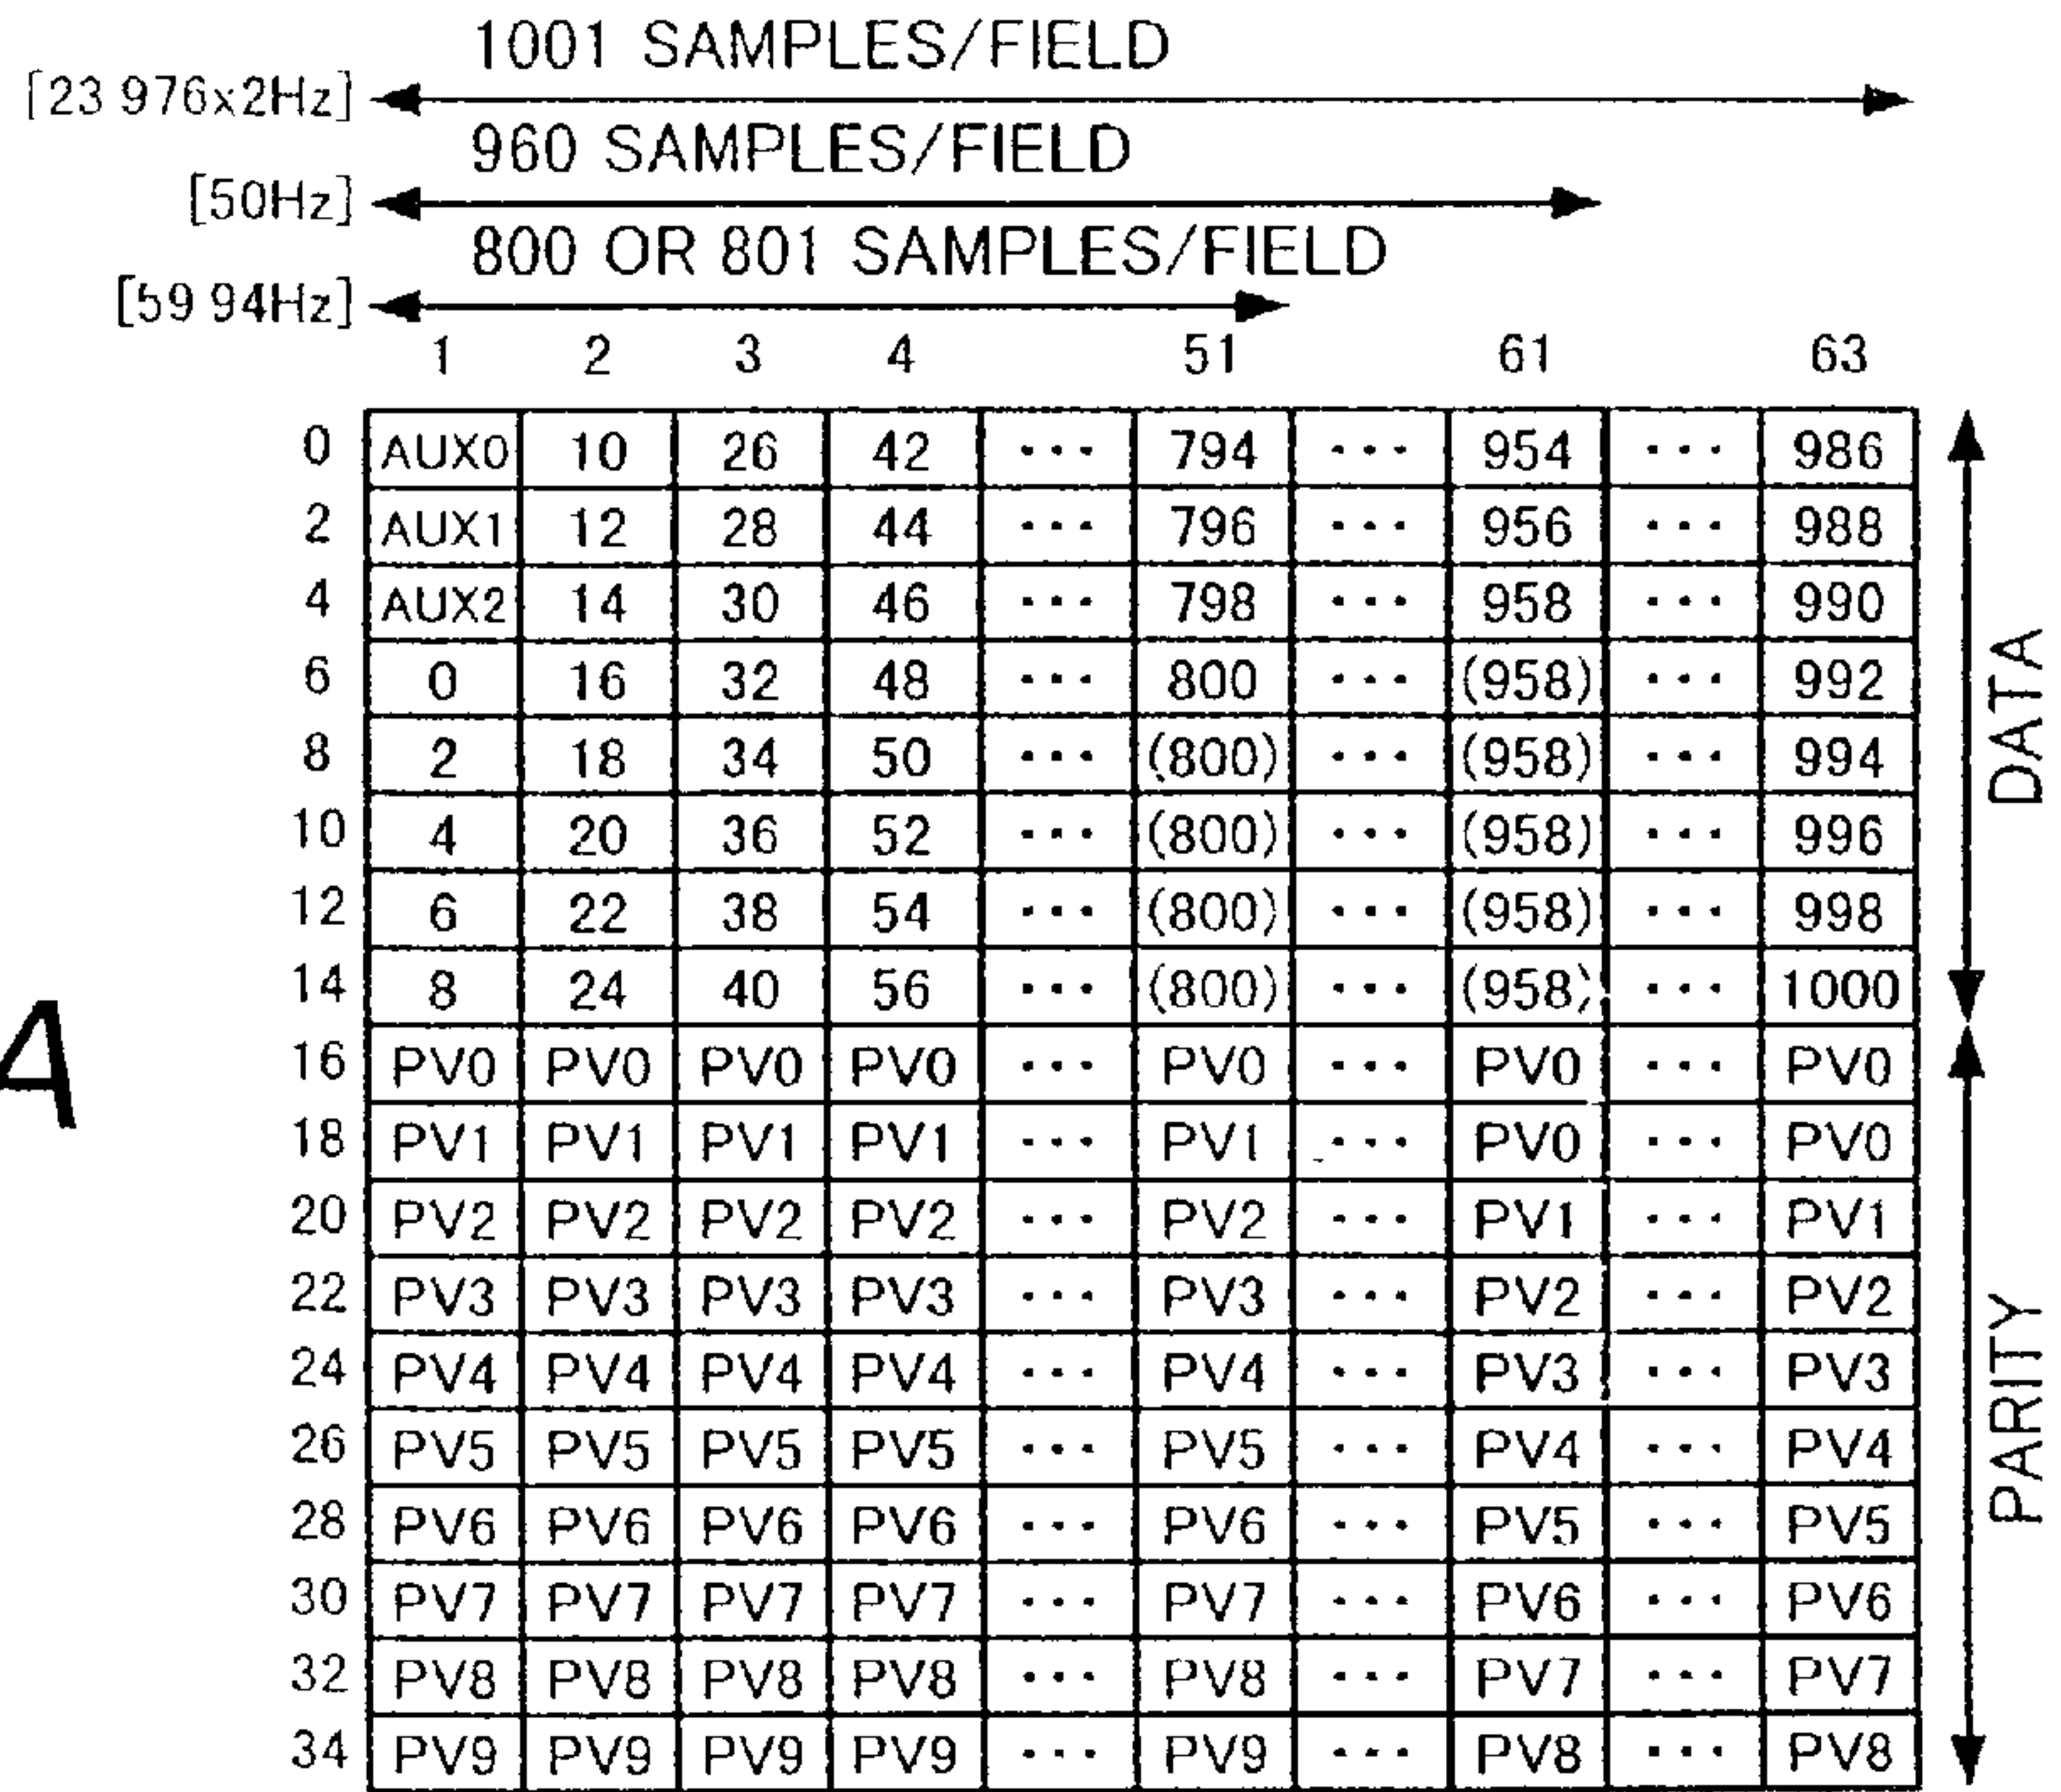 1001 SAMPLES/FIELD
[23 976x2Hz]
960 SAMPLES/FIELD
[50Hz]
800 OR 801 SAMPLES/FIELD
[59 94Hz]
1 2 3 4 51 61 63
0 AUX0 10 26 42 ... 794 ... 954 ... 986
2 AUX1 12 28 44 ... 796 ... 956 ... 988
4 AUX2 14 30 46 ... 798 ... 958 ... 990
6 0 16 32 48 ... 800 ... (958) ... 992
8 2 18 34 50 ... (800) ... (958) ... 994
10 4 20 36 52 ... (800) ... (958) ... 996
12 6 22 38 54 ... (800) ... (958) ... 998
14 8 24 40 56 ... (800) ... (958) ... 1000
16 PV0 PV0 PV0 PV0 ... PV0 ... PV0 ... PV0
18 PV1 PV1 PV1 PV1 ... PV1 ... PV0 ... PV0
20 PV2 PV2 PV2 PV2 ... PV2 ... PV1 ... PV1
22 PV3 PV3 PV3 PV3 ... PV3 ... PV2 ... PV2
24 PV4 PV4 PV4 PV4 ... PV4 ... PV3 ... PV3
26 PV5 PV5 PV5 PV5 ... PV5 ... PV4 ... PV4
28 PV6 PV6 PV6 PV6 ... PV6 ... PV5 ... PV5
30 PV7 PV7 PV7 PV7 ... PV7 ... PV6 ... PV6
32 PV8 PV8 PV8 PV8 ... PV8 ... PV7 ... PV7
34 PV9 PV9 PV9 PV9 ... PV9 ... PV8 ... PV8
DATA
PARITY
A